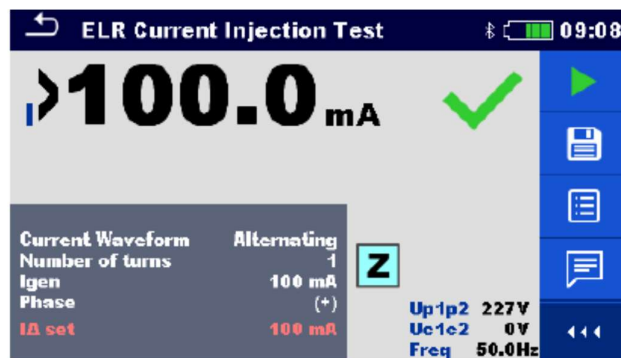 ELR Current Injection Test 09:08
I >100.0 mA
Current Waveform Alternating
Number of turns 1
Igen 100 mA
Phase (+)
IΔ set 100 mA
Z
Up1p2 227V
Uc1c2 0V
Freq 50.0Hz